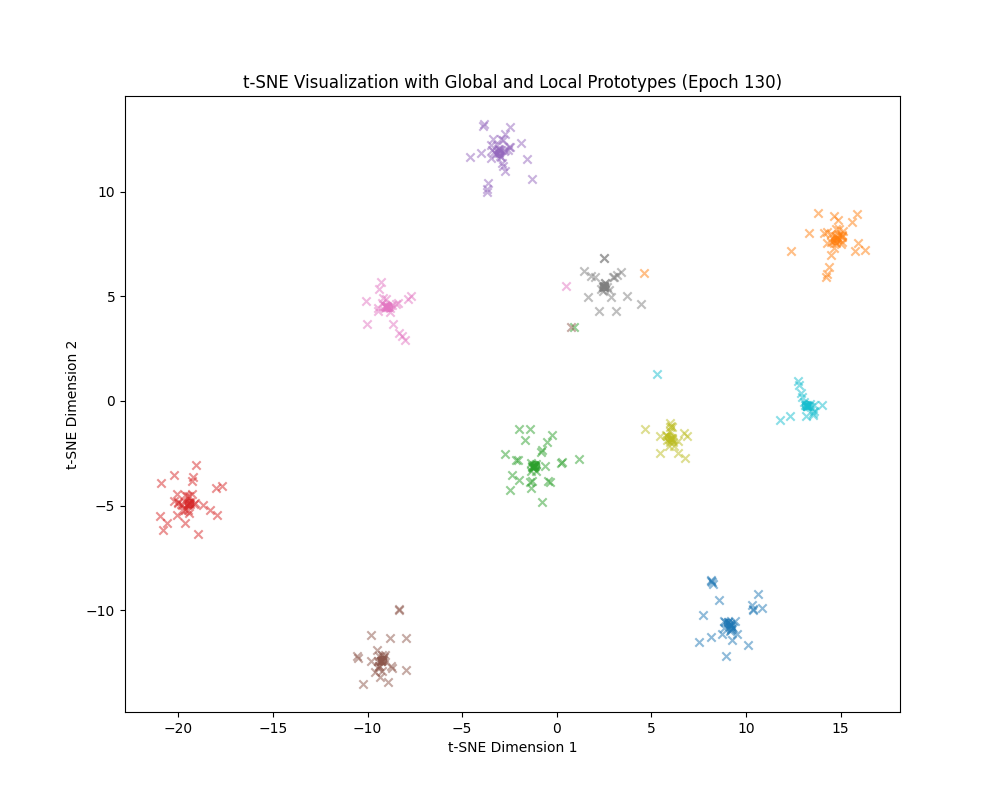 t-SNE Visualization with Global and Local Prototypes (Epoch 130)
10
5
0
−5
−10
t-SNE Dimension 2
−20 −15 −10 −5 0 5 10 15
t-SNE Dimension 1